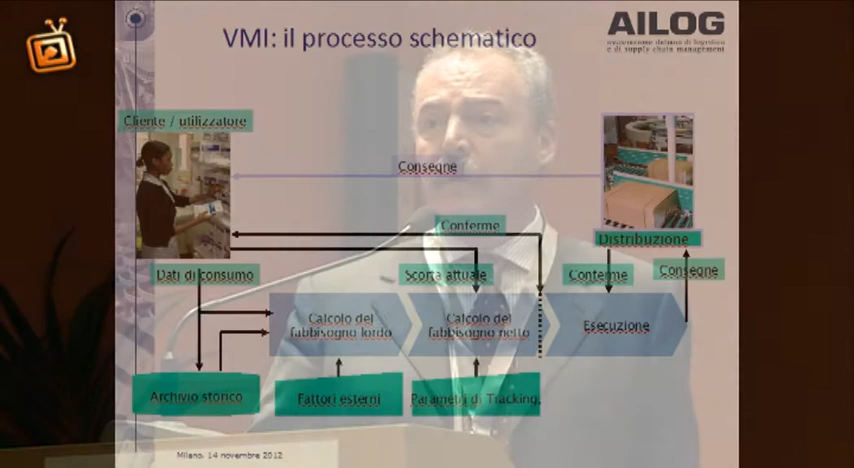 VMI: il processo schematico
AILOG
associazione italiana di logistica
e di supply chain management
Cliente / utilizzatore
Consegne
Conferme
Distribuzione
Dati di consumo
Scorta attuale
Conferme
Consegne
Calcolo del
fabbisogno lordo
Calcolo del
fabbisogno netto
Esecuzione
Archivio storico
Fattori esterni
Parametri di Tracking,
Milano, 14 novembre 2012